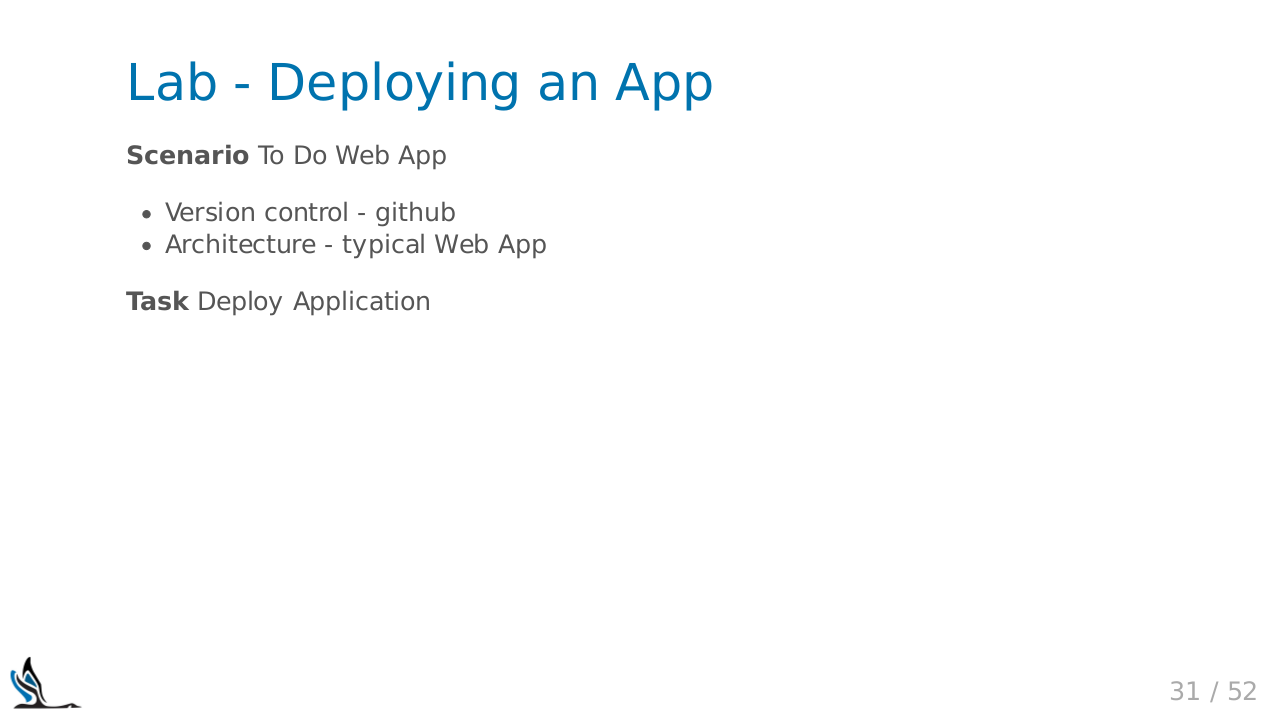 Lab - Deploying an App
Scenario To Do Web App
Version control - github
Architecture - typical Web App
Task Deploy Application
31 / 52